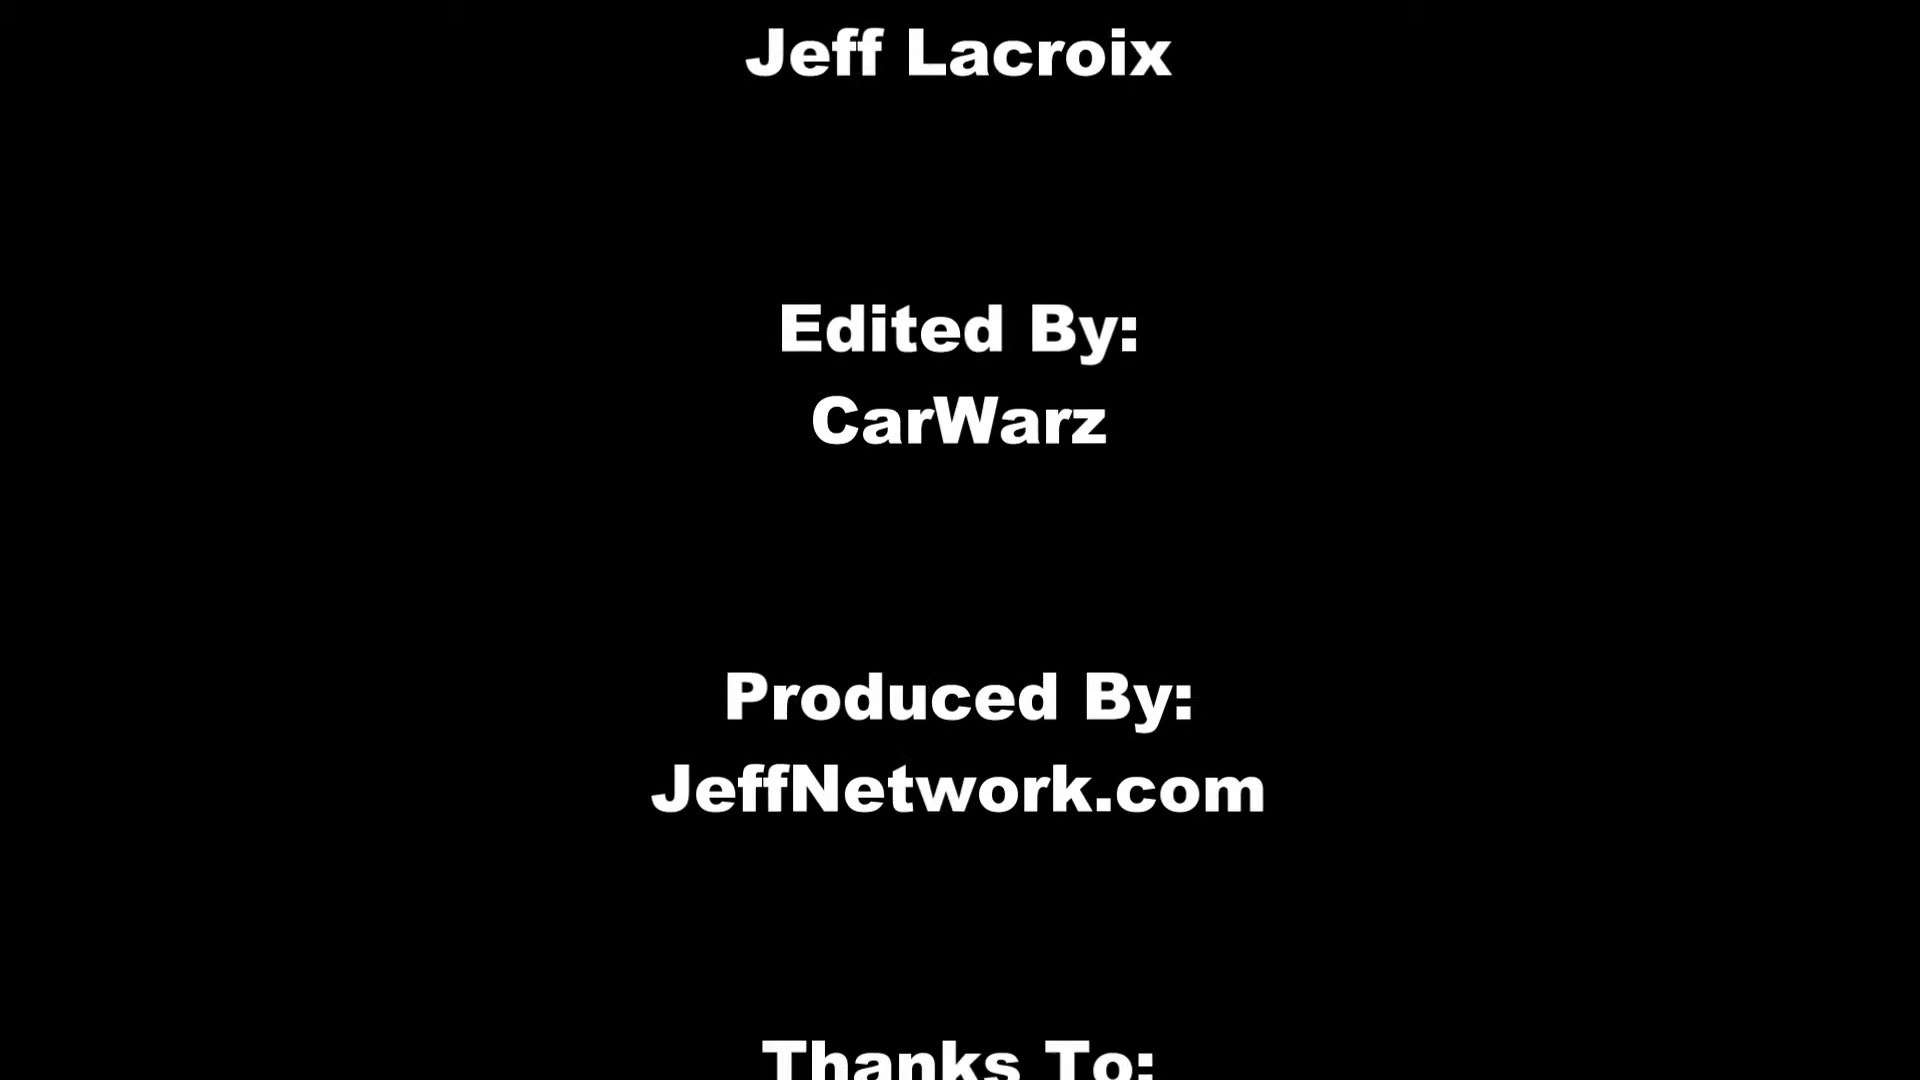 Jeff Lacroix
Edited By:
CarWarz
Produced By:
JeffNetwork.com
Thanks To: